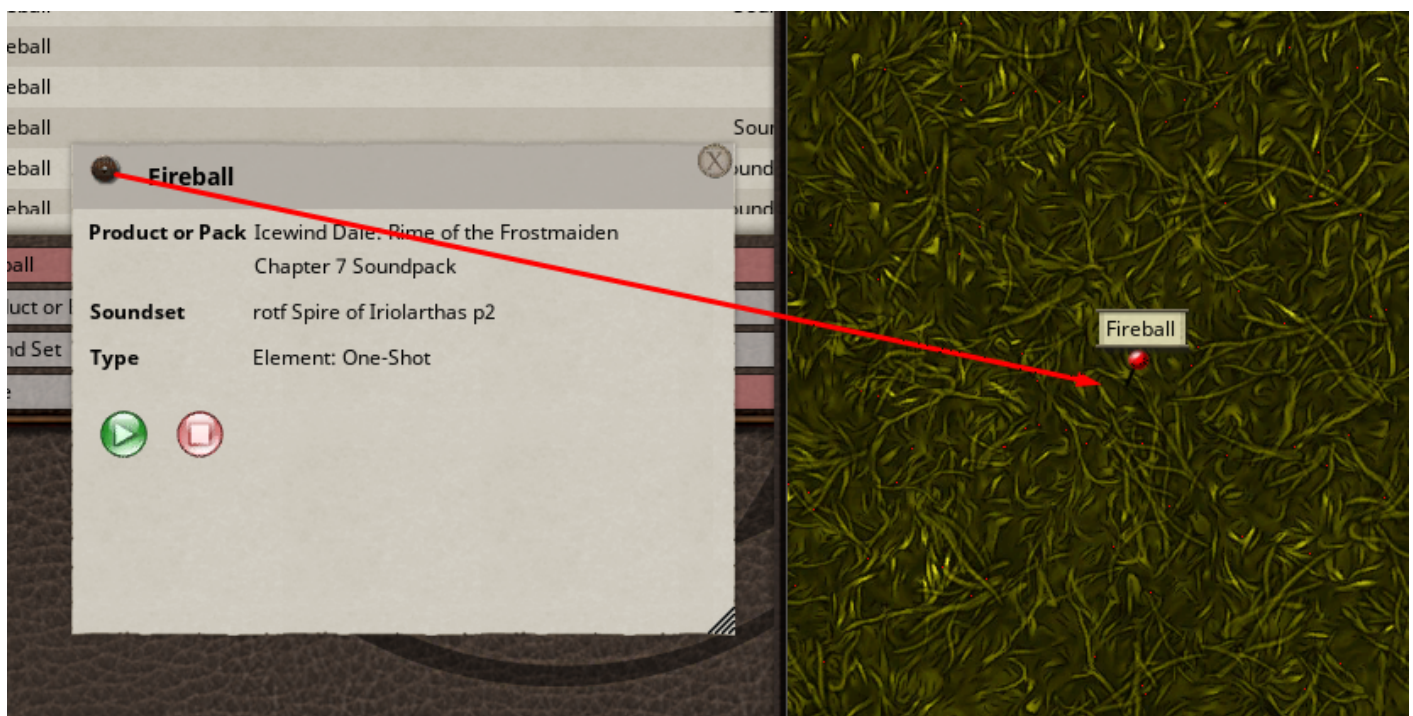 eball
eball
eball Sour
eball ound
eball ound
Fireball
X
Product or Pack Icewind Dale: Rime of the Frostmaiden
Chapter 7 Soundpack
Soundset rotf Spire of Iriolarthas p2
Type Element: One-Shot
ball
duct or
nd Set
Fireball